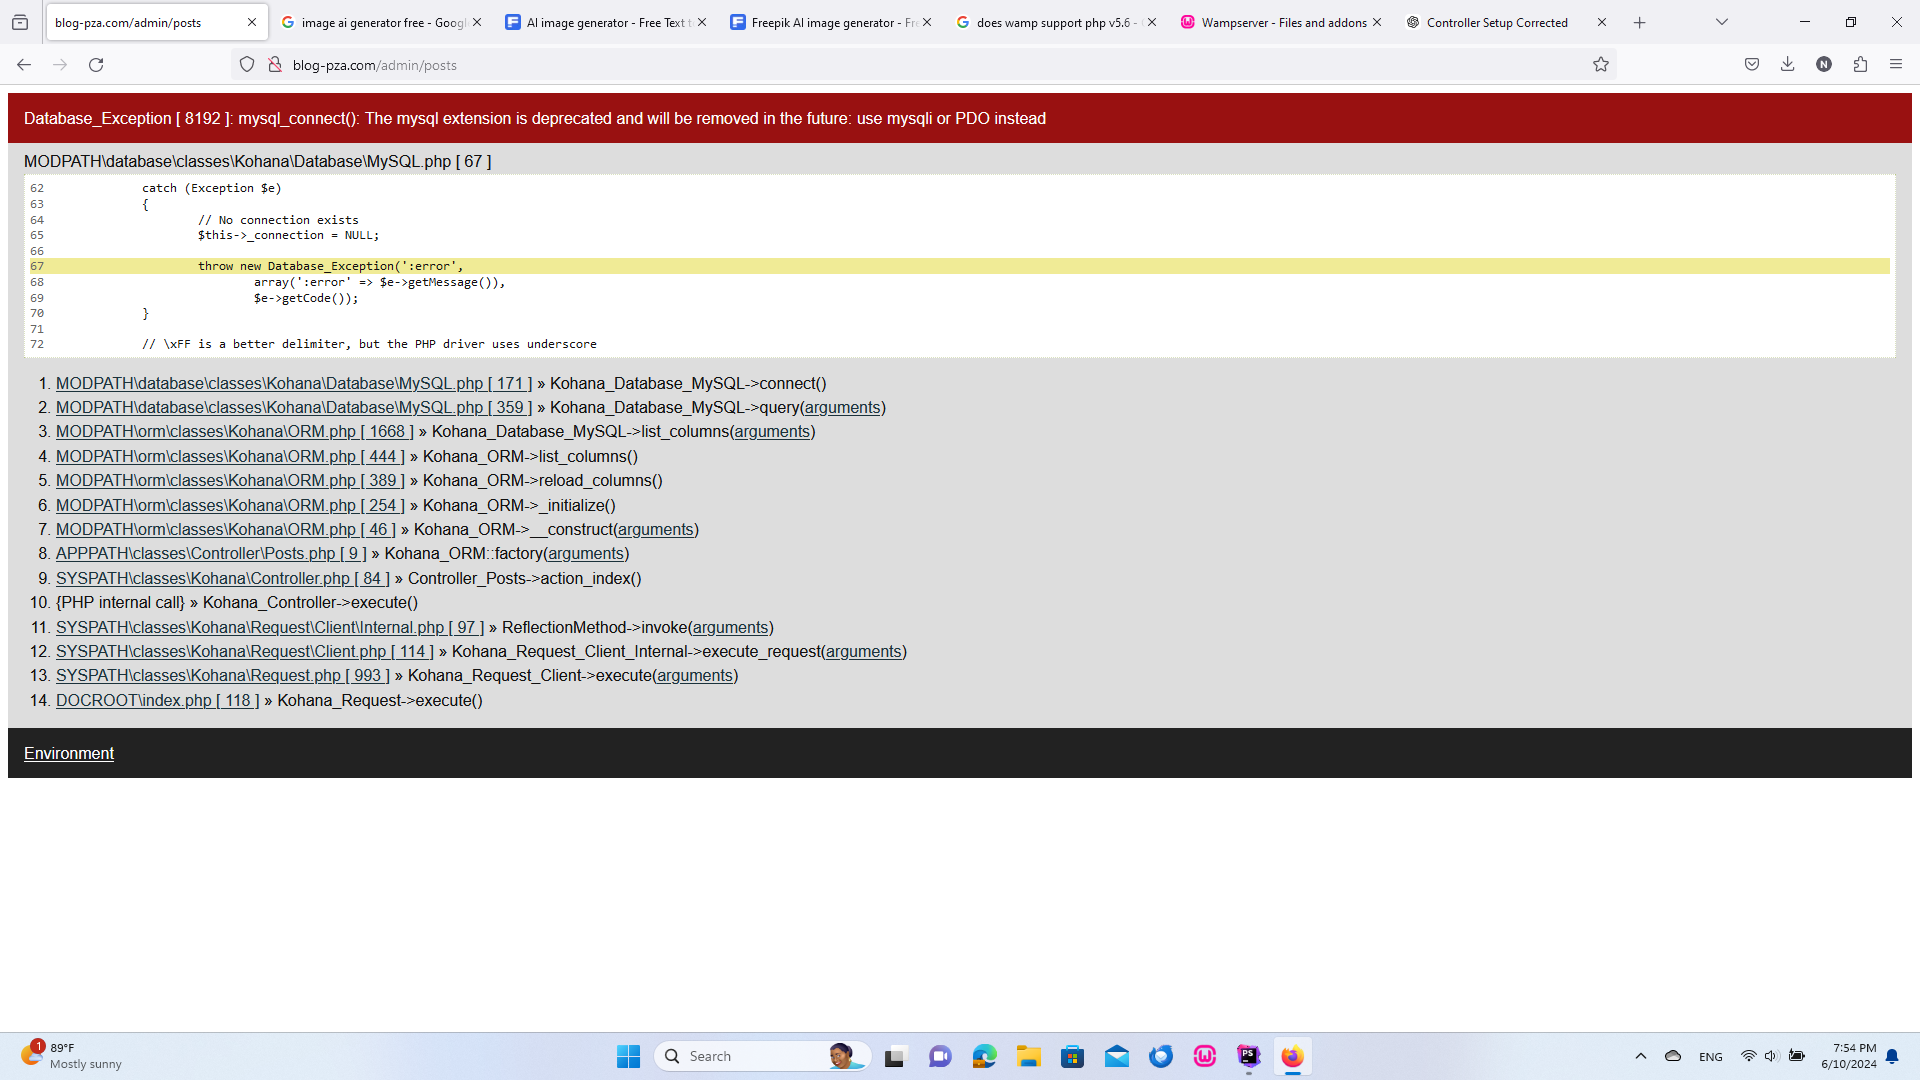 blog-pza.com/admin/posts
image ai generator free - Googl
AI image generator - Free Text t
Freepik AI image generator - Fre
does wamp support php v5.6 -
Wampserver - Files and addons
Controller Setup Corrected
blog-pza.com/admin/posts
N
Database_Exception [ 8192 ]: mysql_connect(): The mysql extension is deprecated and will be removed in the future: use mysqli or PDO instead
MODPATH\database\classes\Kohana\Database\MySQL.php [ 67 ]
62 catch (Exception $e)
63 {
64 // No connection exists
65 $this->_connection = NULL;
66
67 throw new Database_Exception(':error',
68 array(':error' => $e->getMessage()),
69 $e->getCode());
70 }
71
72 // \xFF is a better delimiter, but the PHP driver uses underscore
1. MODPATH\database\classes\Kohana\Database\MySQL.php [ 171 ] » Kohana_Database_MySQL->connect()
2. MODPATH\database\classes\Kohana\Database\MySQL.php [ 359 ] » Kohana_Database_MySQL->query(arguments)
3. MODPATH\orm\classes\Kohana\ORM.php [ 1668 ] » Kohana_Database_MySQL->list_columns(arguments)
4. MODPATH\orm\classes\Kohana\ORM.php [ 444 ] » Kohana_ORM->list_columns()
5. MODPATH\orm\classes\Kohana\ORM.php [ 389 ] » Kohana_ORM->reload_columns()
6. MODPATH\orm\classes\Kohana\ORM.php [ 254 ] » Kohana_ORM->_initialize()
7. MODPATH\orm\classes\Kohana\ORM.php [ 46 ] » Kohana_ORM->__construct(arguments)
8. APPPATH\classes\Controller\Posts.php [ 9 ] » Kohana_ORM::factory(arguments)
9. SYSPATH\classes\Kohana\Controller.php [ 84 ] » Controller_Posts->action_index()
10. {PHP internal call} » Kohana_Controller->execute()
11. SYSPATH\classes\Kohana\Request\Client\Internal.php [ 97 ] » ReflectionMethod->invoke(arguments)
12. SYSPATH\classes\Kohana\Request\Client.php [ 114 ] » Kohana_Request_Client_Internal->execute_request(arguments)
13. SYSPATH\classes\Kohana\Request.php [ 993 ] » Kohana_Request_Client->execute(arguments)
14. DOCROOT\index.php [ 118 ] » Kohana_Request->execute()
Environment
1
89°F
Mostly sunny
Search
PS
ENG
7:54 PM
6/10/2024